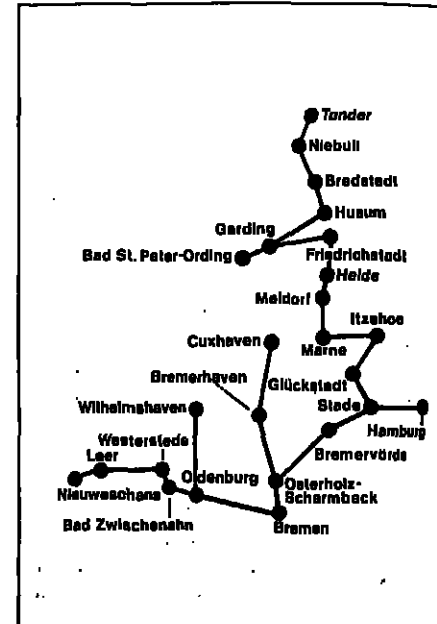 Tander
Niebüll
Bredstedt
Husum
Garding
Bad St. Peter-Ording
Friedrichstadt
Heide
Meldorf
Itzehoe
Cuxhaven
Marne
Bremerhaven
Glückstadt
Wilhelmshaven
Stade
Hamburg
Westerstede
Bremervörde
Leer
Oldenburg
Osterholz-
Scharmbeck
Nieuweschans
Bad Zwischenahn
Bremen